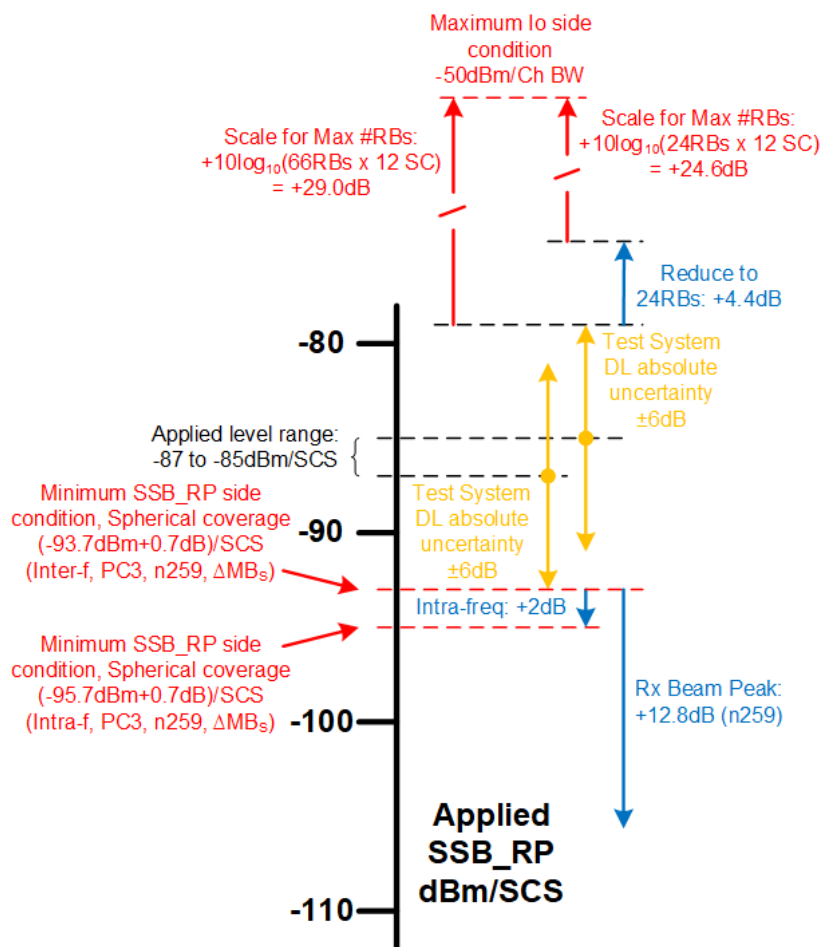 Maximum Io side
condition
-50dBm/Ch BW
Scale for Max #RBs:
+10log₁₀(66RBs x 12 SC)
= +29.0dB
Scale for Max #RBs:
+10log₁₀(24RBs x 12 SC)
= +24.6dB
Reduce to
24RBs: +4.4dB
-80
Test System
DL absolute
uncertainty
±6dB
Applied level range:
-87 to -85dBm/SCS
Minimum SSB_RP side
condition, Spherical coverage
(-93.7dBm+0.7dB)/SCS
(Inter-f, PC3, n259, ΔMBₛ)
Test System
DL absolute
uncertainty
±6dB
-90
Intra-freq: +2dB
Minimum SSB_RP side
condition, Spherical coverage
(-95.7dBm+0.7dB)/SCS
(Intra-f, PC3, n259, ΔMBₛ)
Rx Beam Peak:
+12.8dB (n259)
-100
Applied
SSB_RP
dBm/SCS
-110